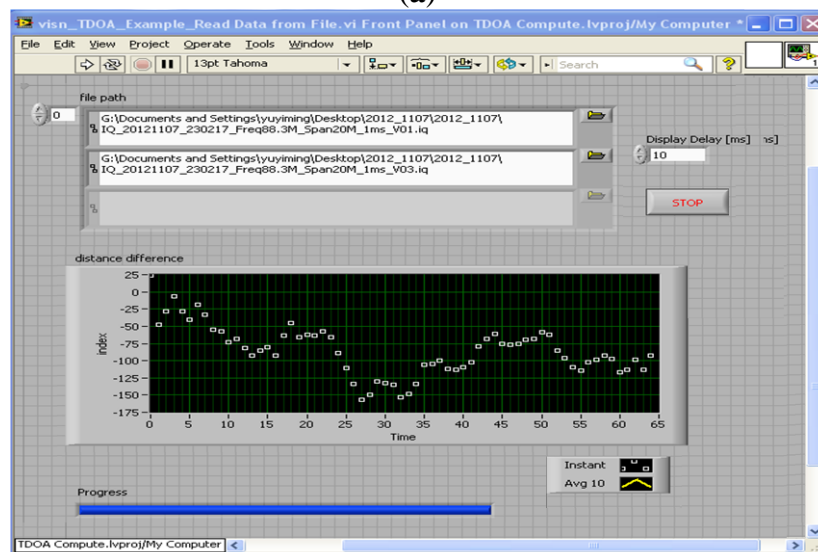 (a)
visn_TDOA_Example_Read Data from File.vi Front Panel on TDOA Compute.lvproj/My Computer *
File Edit View Project Operate Tools Window Help
13pt Tahoma Search
file path
0
G:\Documents and Settings\yuyiming\Desktop\2012_1107\2012_1107\
IQ_20121107_230217_Freq88.3M_Span20M_1ms_V01.iq
G:\Documents and Settings\yuyiming\Desktop\2012_1107\2012_1107\
IQ_20121107_230217_Freq88.3M_Span20M_1ms_V03.iq
Display Delay [ms] ns]
10
STOP
distance difference
25
0
-25
-50
-75
-100
-125
-150
-175
index
0 5 10 15 20 25 30 35 40 45 50 55 60 65
Time
Instant
Avg 10
Progress
TDOA Compute.lvproj/My Computer